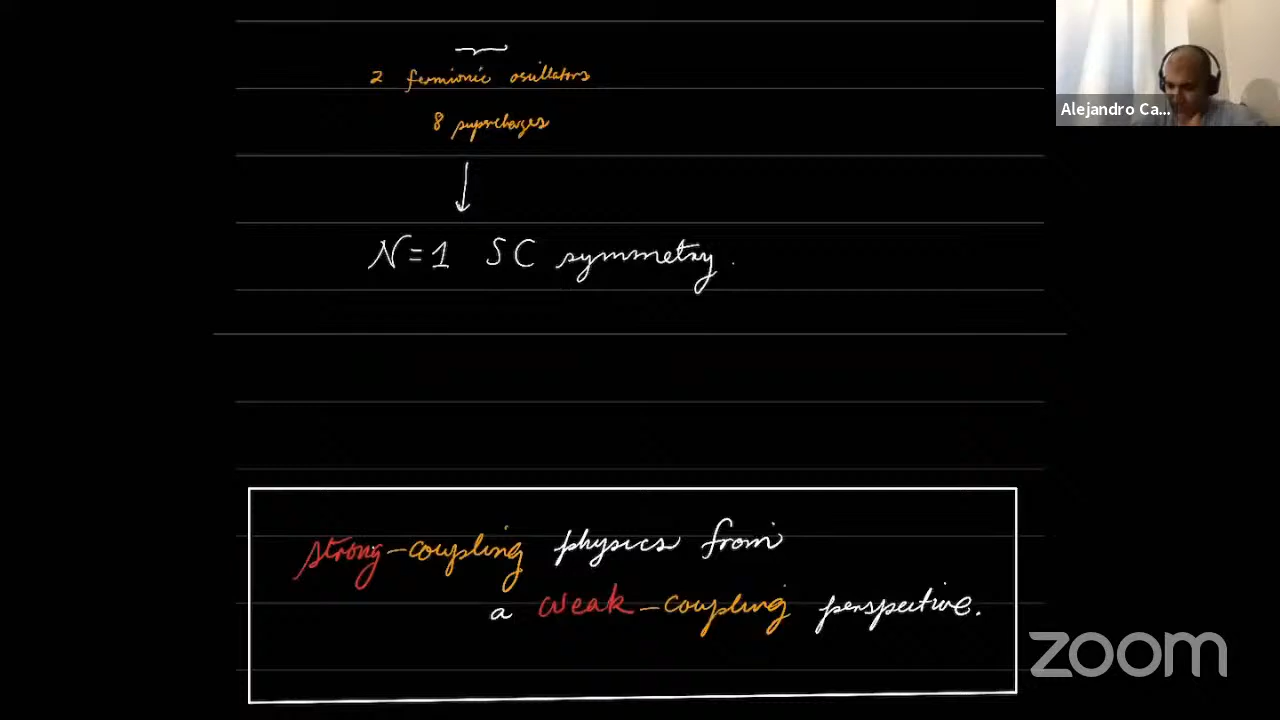 2 fermionic oscillators
8 supercharges
N=1 SC symmetry.
strong-coupling physics from
a weak-coupling perspective.
Alejandro Ca...
zoom